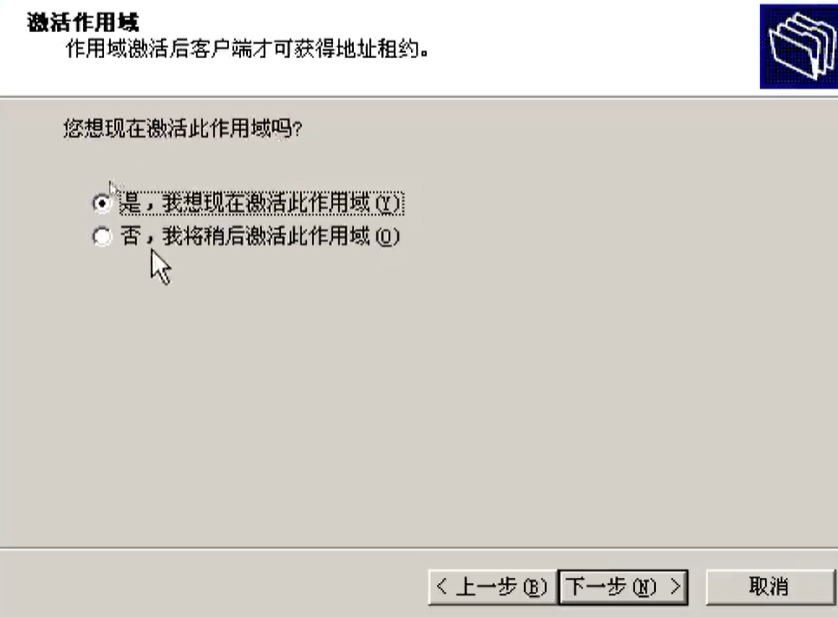 激活作用域
作用域激活后客户端才可获得地址租约。
您想现在激活此作用域吗?
是，我想现在激活此作用域(Y)
否，我将稍后激活此作用域(O)
< 上一步(B) 下一步(N) > 取消